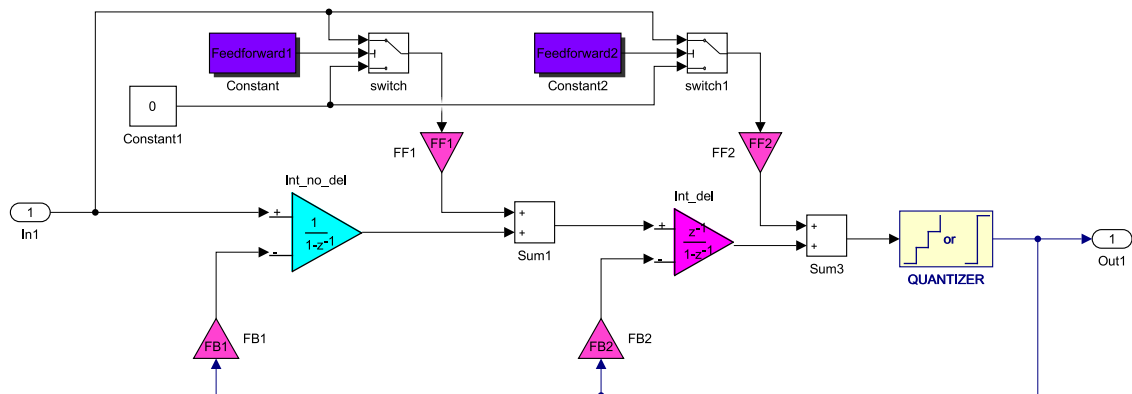 Feedforward1
Constant
switch
Feedforward2
Constant2
switch1
0
Constant1
FF1
FF1
FF2
FF2
Int_no_del
1
1-z-1
+
-
1
In1
+
+
Sum1
Int_del
z-1
1-z-1
+
-
+
+
Sum3
or
QUANTIZER
1
Out1
FB1
FB1
FB2
FB2